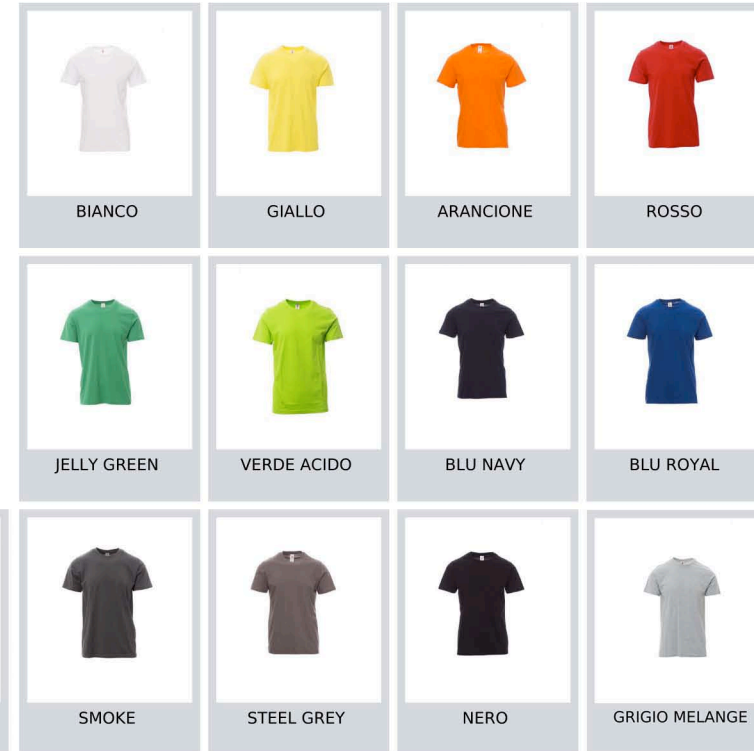 BIANCO
GIALLO
ARANCIONE
ROSSO
JELLY GREEN
VERDE ACIDO
BLU NAVY
BLU ROYAL
SMOKE
STEEL GREY
NERO
GRIGIO MELANGE